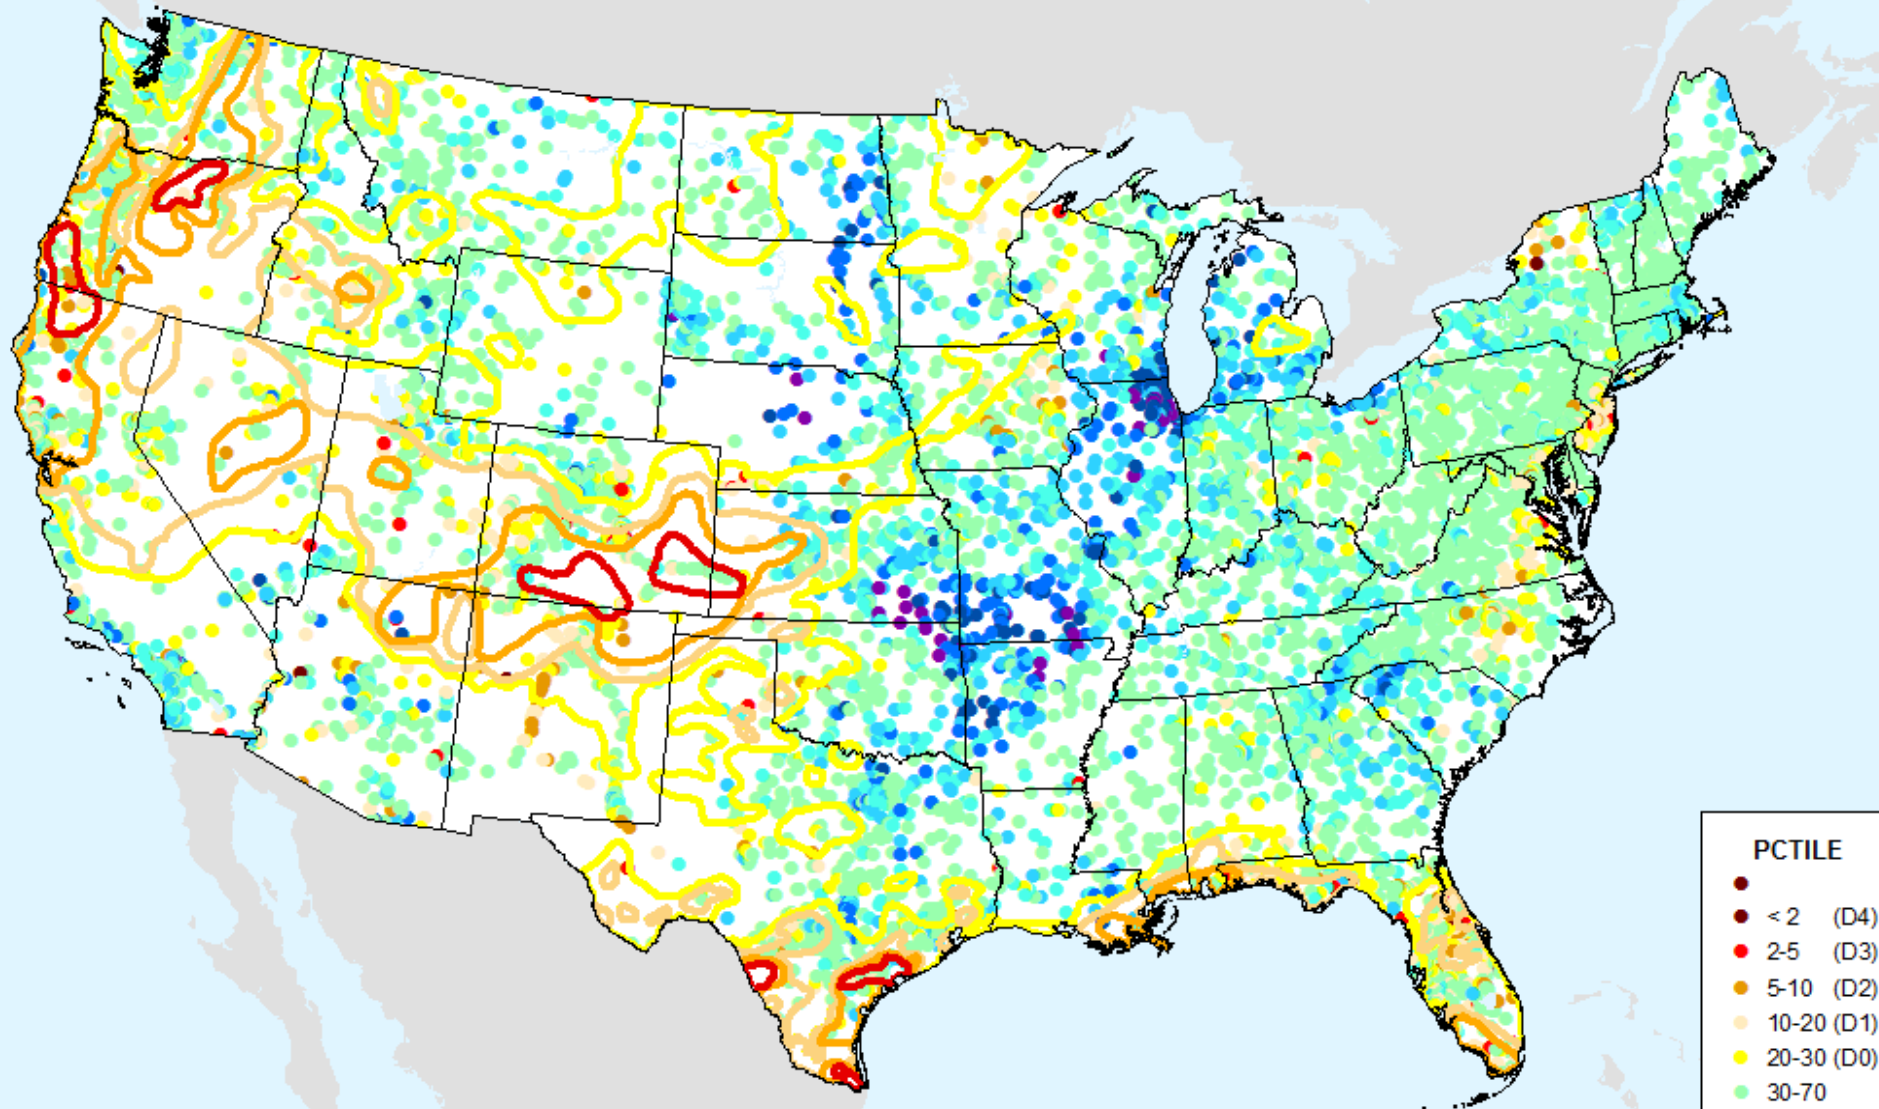 PCTILE
< 2 (D4)
2-5 (D3)
5-10 (D2)
10-20 (D1)
20-30 (D0)
30-70